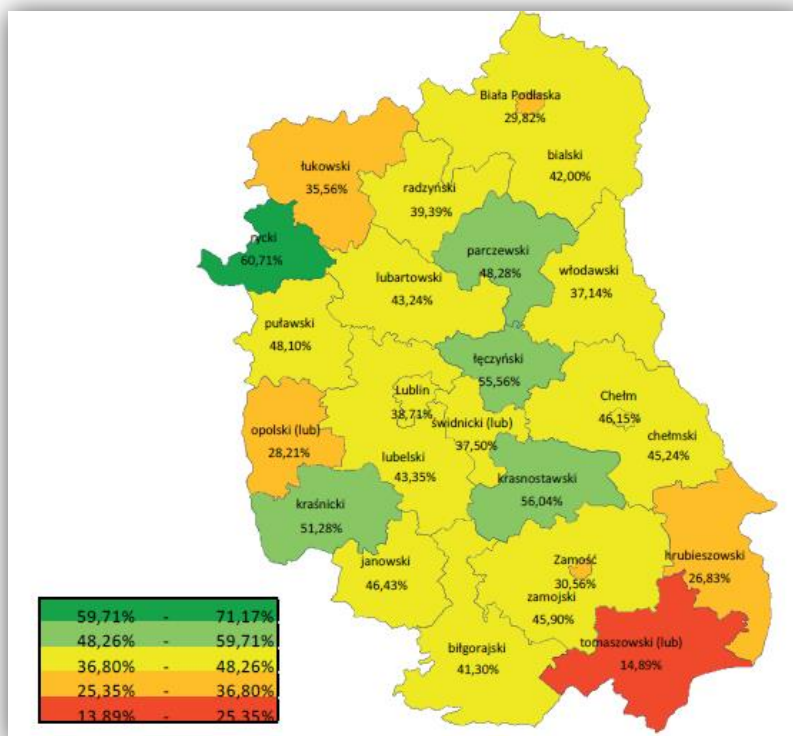 Biała Podlaska
29,82%
bialski
42,00%
łukowski
35,56%
radzyński
39,39%
rycki
60,71%
parczewski
48,28%
włodawski
37,14%
lubartowski
43,24%
puławski
48,10%
łęczyński
55,56%
Lublin
38,71%
świdnicki (lub)
37,50%
Chełm
46,15%
chełmski
45,24%
opolski (lub)
28,21%
lubelski
43,35%
krasnostawski
56,04%
kraśnicki
51,28%
janowski
46,43%
Zamość
30,56%
zamojski
45,90%
hrubieszowski
26,83%
tomaszowski (lub)
14,89%
biłgorajski
41,30%
59,71% - 71,17%
48,26% - 59,71%
36,80% - 48,26%
25,35% - 36,80%
13,89% - 25,35%